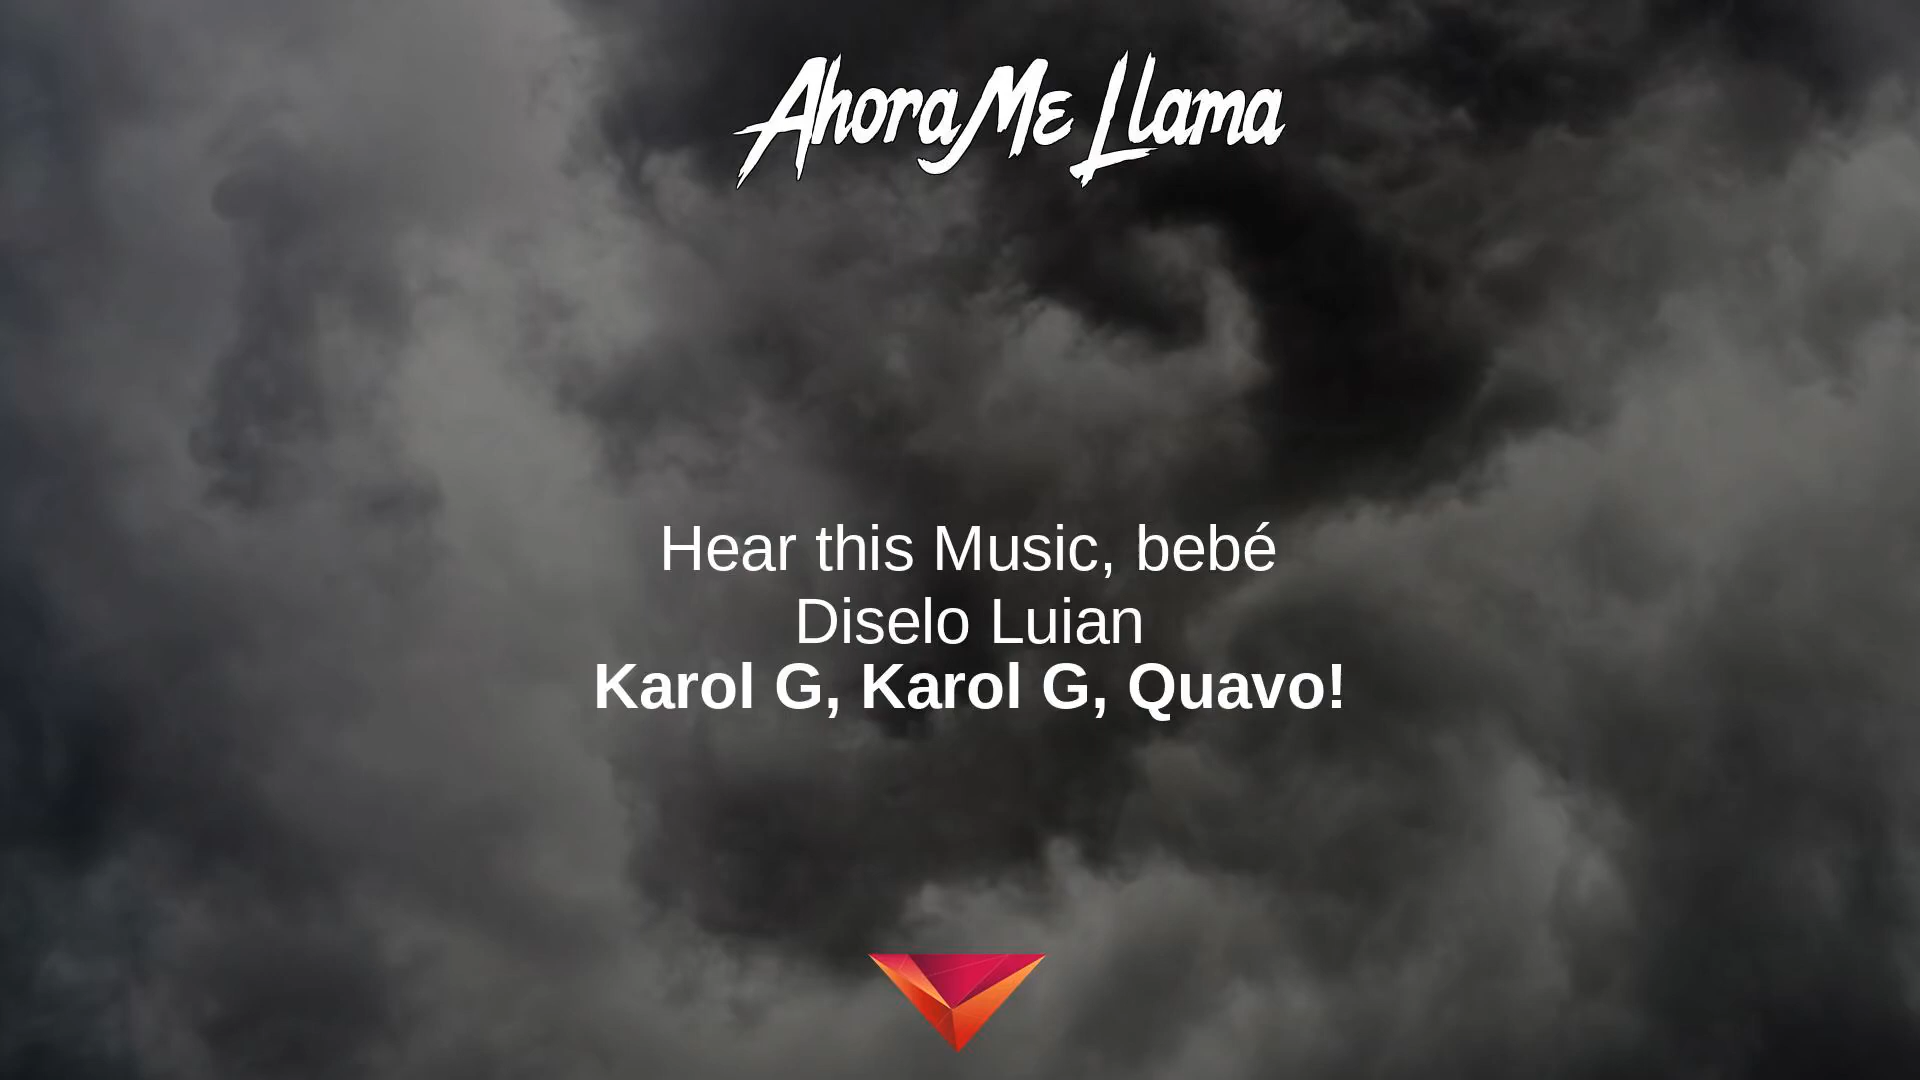 Ahora Me Llama
Hear this Music, bebé
Diselo Luian
Karol G, Karol G, Quavo!